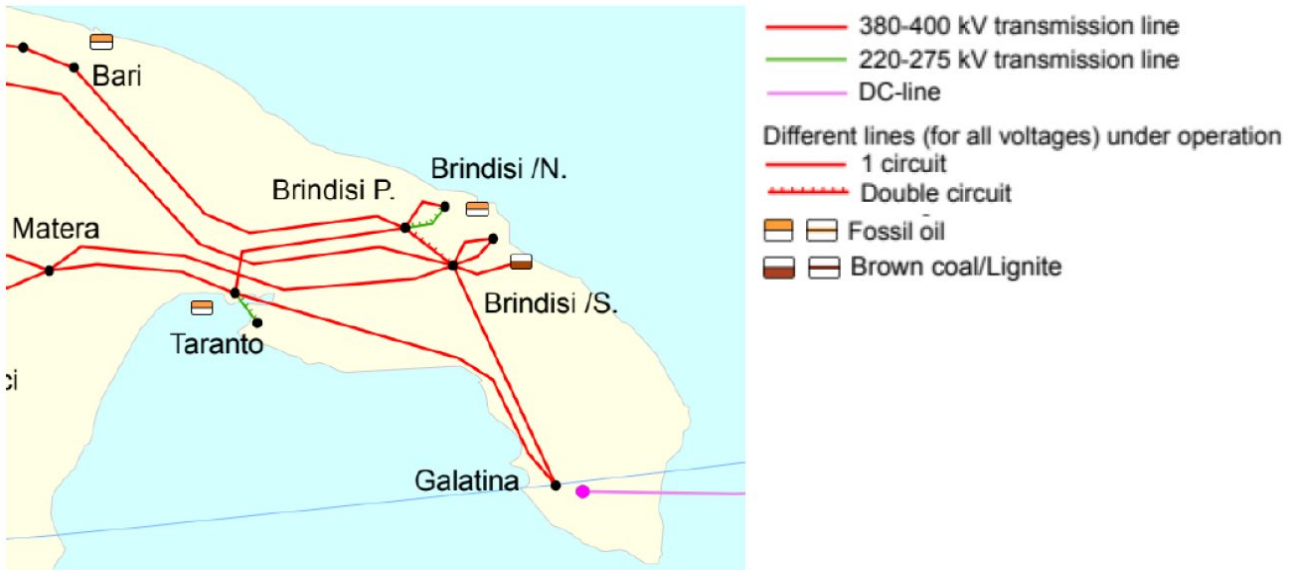 Bari
Brindisi /N.
Brindisi P.
Matera
Brindisi /S.
Taranto
ci
Galatina
380-400 kV transmission line
220-275 kV transmission line
DC-line
Different lines (for all voltages) under operation
1 circuit
Double circuit
Fossil oil
Brown coal/Lignite